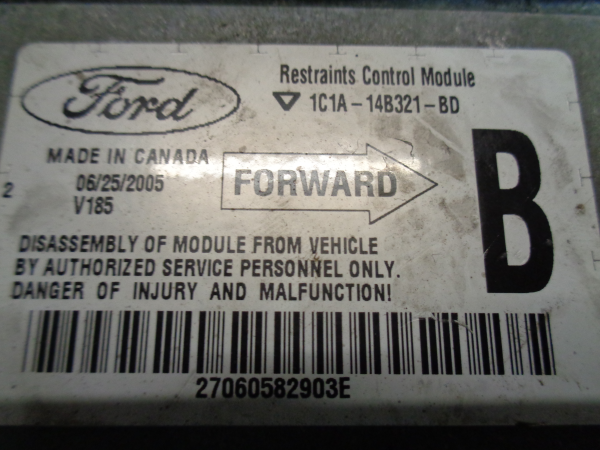 Ford
Restraints Control Module
1C1A-14B321-BD
MADE IN CANADA
2
06/25/2005
V185
FORWARD
B
DISASSEMBLY OF MODULE FROM VEHICLE
BY AUTHORIZED SERVICE PERSONNEL ONLY.
DANGER OF INJURY AND MALFUNCTION!
27060582903E